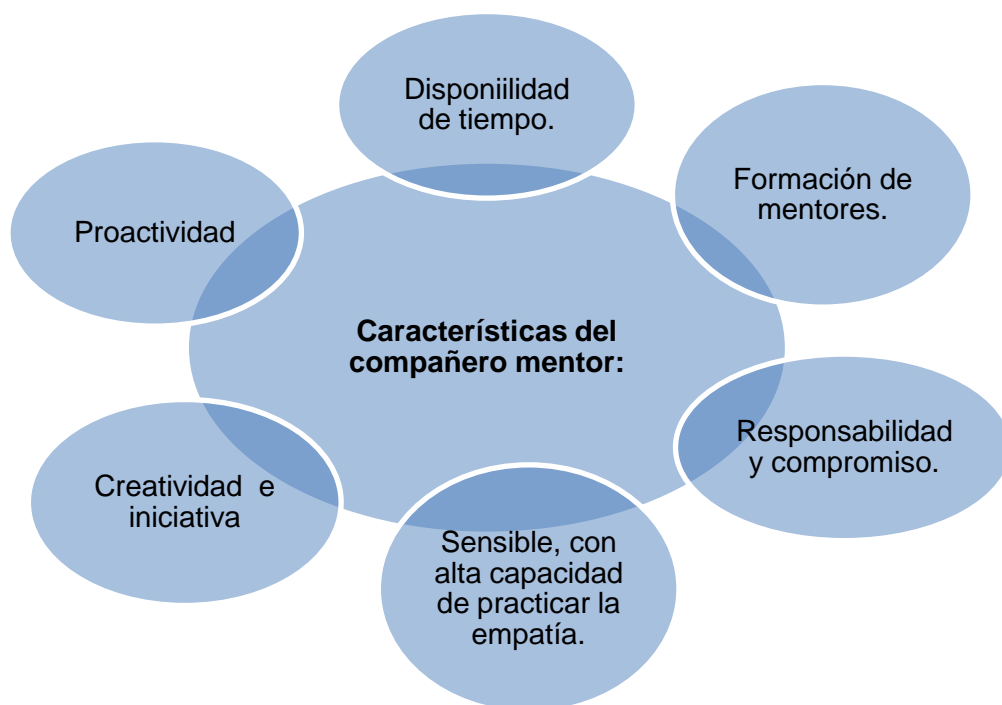 Disponiilidad
de tiempo.
Formación de
mentores.
Proactividad
Características del
compañero mentor:
Responsabilidad
y compromiso.
Creatividad e
iniciativa
Sensible, con
alta capacidad
de practicar la
empatía.